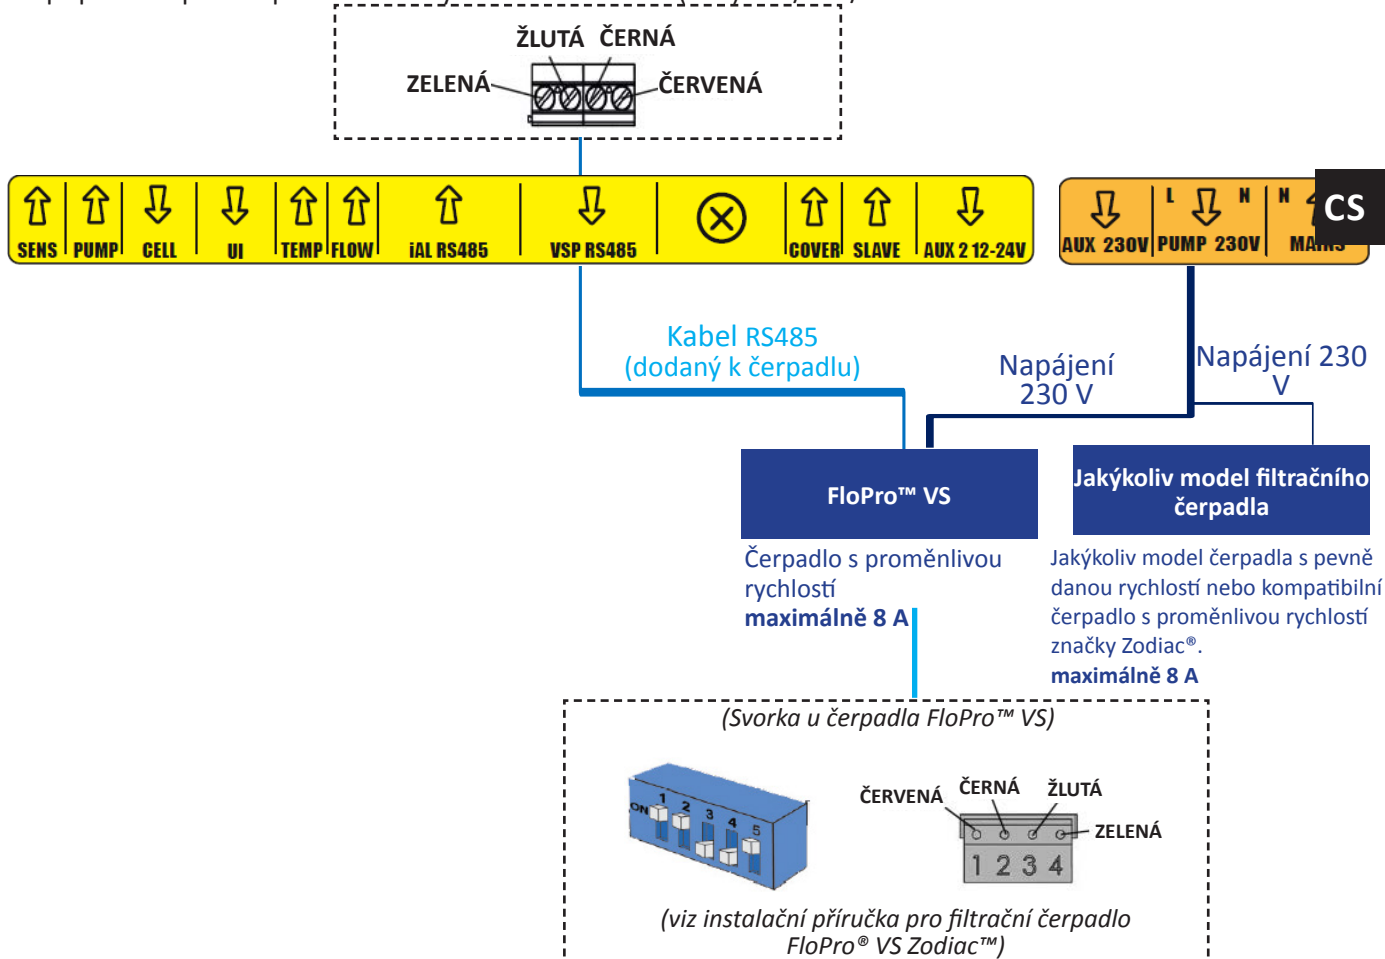 ŽLUTÁ ČERNÁ
ZELENÁ
ČERVENÁ
SENS PUMP CELL UI TEMP FLOW iAL RS485 VSP RS485 COVER SLAVE AUX 2 12-24V
L N N
AUX 230V PUMP 230V MAINS
CS
Kabel RS485
(dodaný k čerpadlu)
Napájení
230 V
Napájení 230
V
FloPro™ VS
Jakýkoliv model filtračního
čerpadla
Čerpadlo s proměnlivou
rychlostí
maximálně 8 A
Jakýkoliv model čerpadla s pevně
danou rychlostí nebo kompatibilní
čerpadlo s proměnlivou rychlostí
značky Zodiac®.
maximálně 8 A
(Svorka u čerpadla FloPro™ VS)
ON 1 2 3 4 5
ČERVENÁ ČERNÁ ŽLUTÁ
ZELENÁ
1 2 3 4
(viz instalační příručka pro filtrační čerpadlo
FloPro® VS Zodiac™)